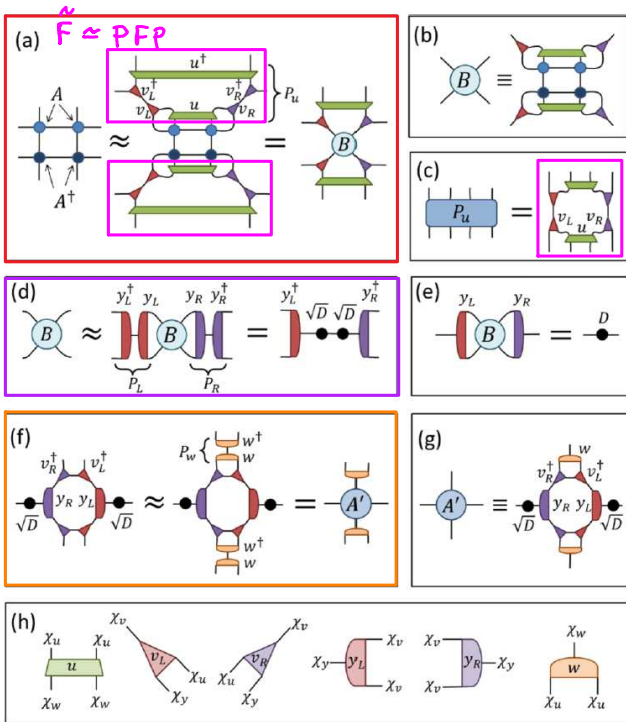 F̃ ≈ pFp
(a)
A
≈
A†
u†
v_L†
v_R†
P_u
v_L
u
v_R
=
B
(b)
B ≡
(c)
P_u = v_L v_R
u
(d)
B ≈
y_L† y_L y_R y_R†
B
P_L P_R
=
y_L† y_R†
√D √D
(e)
y_L y_R
B =
D
(f)
v_R† v_L†
y_R y_L
√D √D
≈
P_w { w†
w
w†
w
=
A'
(g)
A' ≡
w
v_R† v_L†
y_R y_L
√D √D
(h)
χ_u χ_u
u
χ_w χ_w
χ_v
v_L
χ_u
χ_y
χ_v
v_R
χ_u
χ_y
χ_v
χ_y y_L
χ_v
χ_v
y_R χ_y
χ_v
χ_w
w
χ_u χ_u